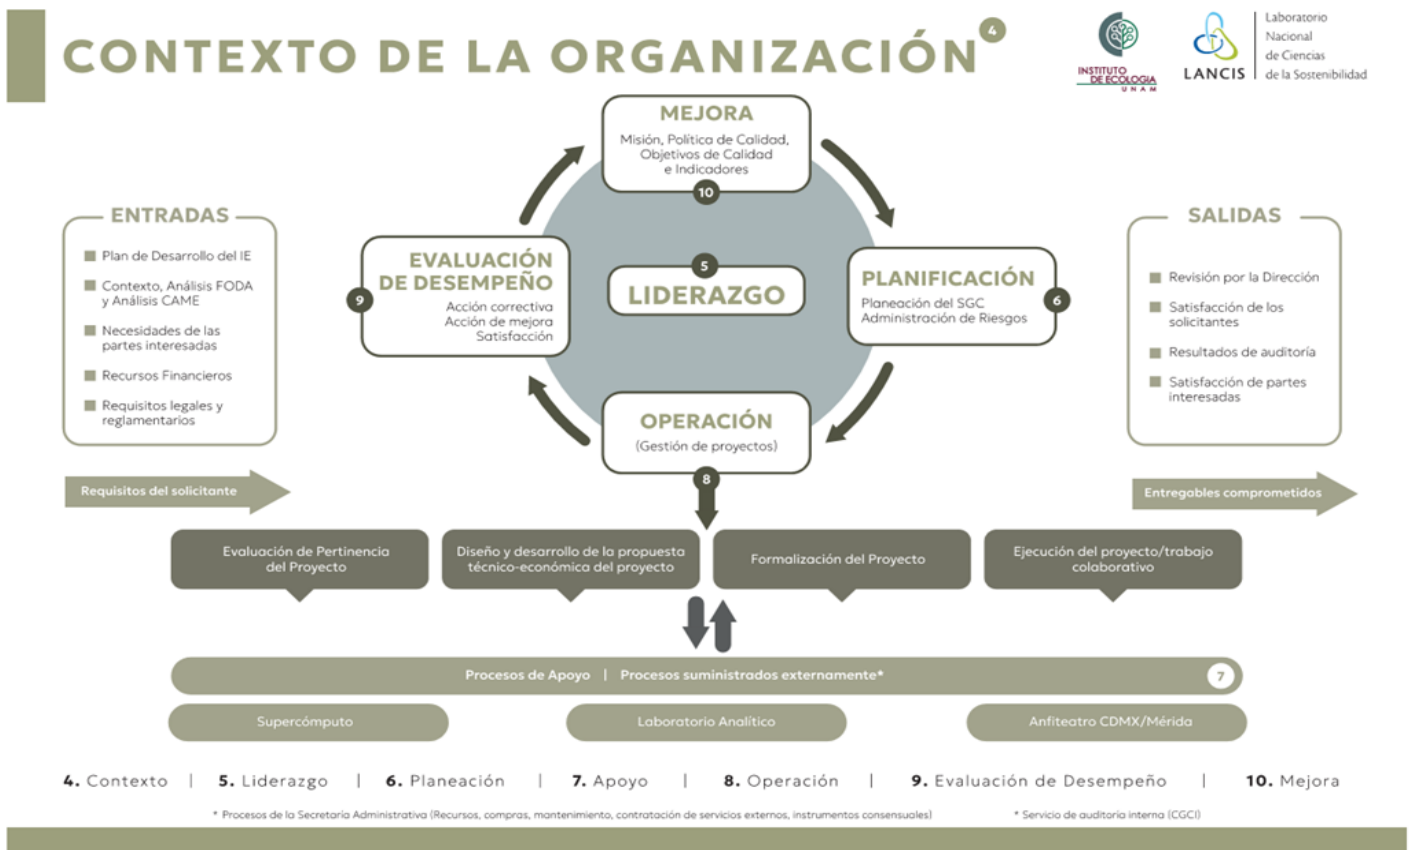 CONTEXTO DE LA ORGANIZACIÓN 4
INSTITUTO
DE ECOLOGIA
UNAM
LANCIS
Laboratorio
Nacional
de Ciencias
de la Sostenibilidad
MEJORA
Misión, Política de Calidad,
Objetivos de Calidad
e Indicadores
10
ENTRADAS
Plan de Desarrollo del IE
Contexto, Análisis FODA
y Análisis CAME
Necesidades de las
partes interesadas
Recursos Financieros
Requisitos legales y
reglamentarios
EVALUACIÓN
DE DESEMPEÑO
Acción correctiva
Acción de mejora
Satisfacción
9
5
LIDERAZGO
PLANIFICACIÓN
Planeación del SGC
Administración de Riesgos
6
SALIDAS
Revisión por la Dirección
Satisfacción de los
solicitantes
Resultados de auditoría
Satisfacción de partes
interesadas
OPERACIÓN
(Gestión de proyectos)
8
Requisitos del solicitante
Entregables comprometidos
Evaluación de Pertinencia
del Proyecto
Diseño y desarrollo de la propuesta
técnico-económica del proyecto
Formalización del Proyecto
Ejecución del proyecto/trabajo
colaborativo
Procesos de Apoyo | Procesos suministrados externamente*
7
Supercómputo
Laboratorio Analítico
Anfiteatro CDMX/Mérida
4. Contexto | 5. Liderazgo | 6. Planeación | 7. Apoyo | 8. Operación | 9. Evaluación de Desempeño | 10. Mejora
* Procesos de la Secretaría Administrativa (Recursos, compras, mantenimiento, contratación de servicios externos, instrumentos consensuales)
* Servicio de auditoría interna (CGCI)